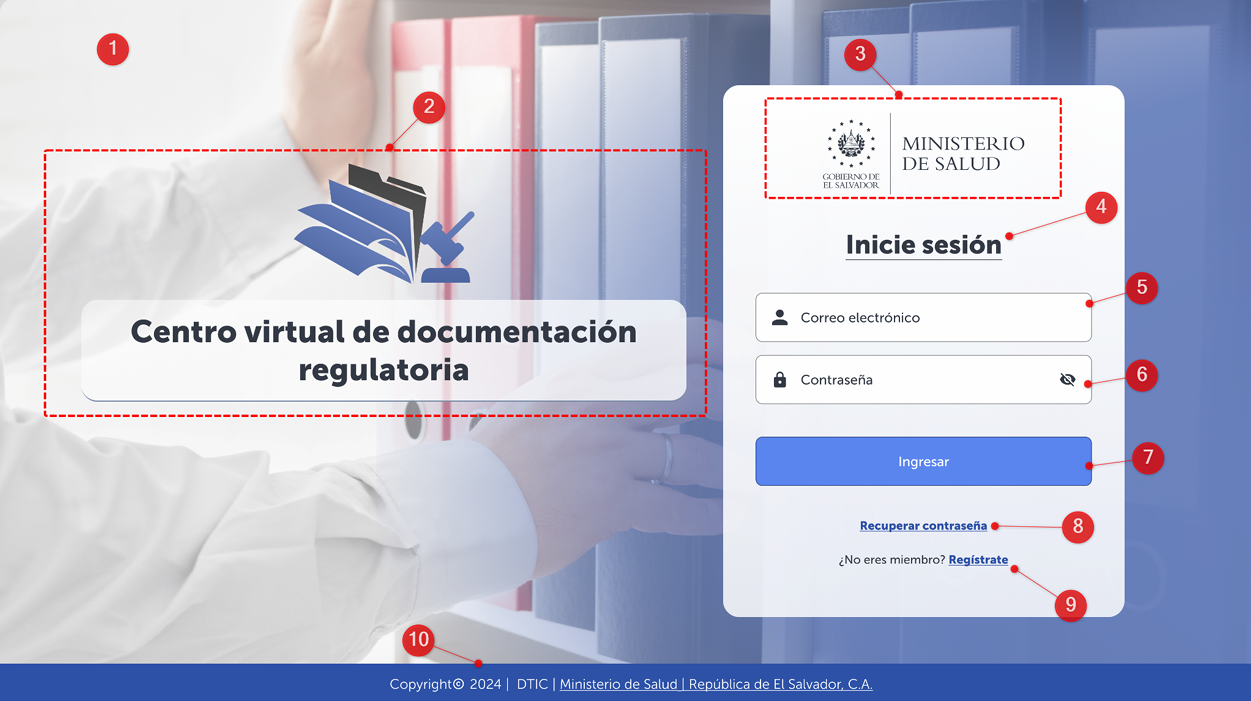 1
2
3
GOBIERNO DE
EL SALVADOR
MINISTERIO
DE SALUD
4
Inicie sesión
5
Correo electrónico
Centro virtual de documentación
regulatoria
6
Contraseña
7
Ingresar
8
Recuperar contraseña
¿No eres miembro? Regístrate
9
10
Copyright© 2024 | DTIC | Ministerio de Salud | República de El Salvador, C.A.